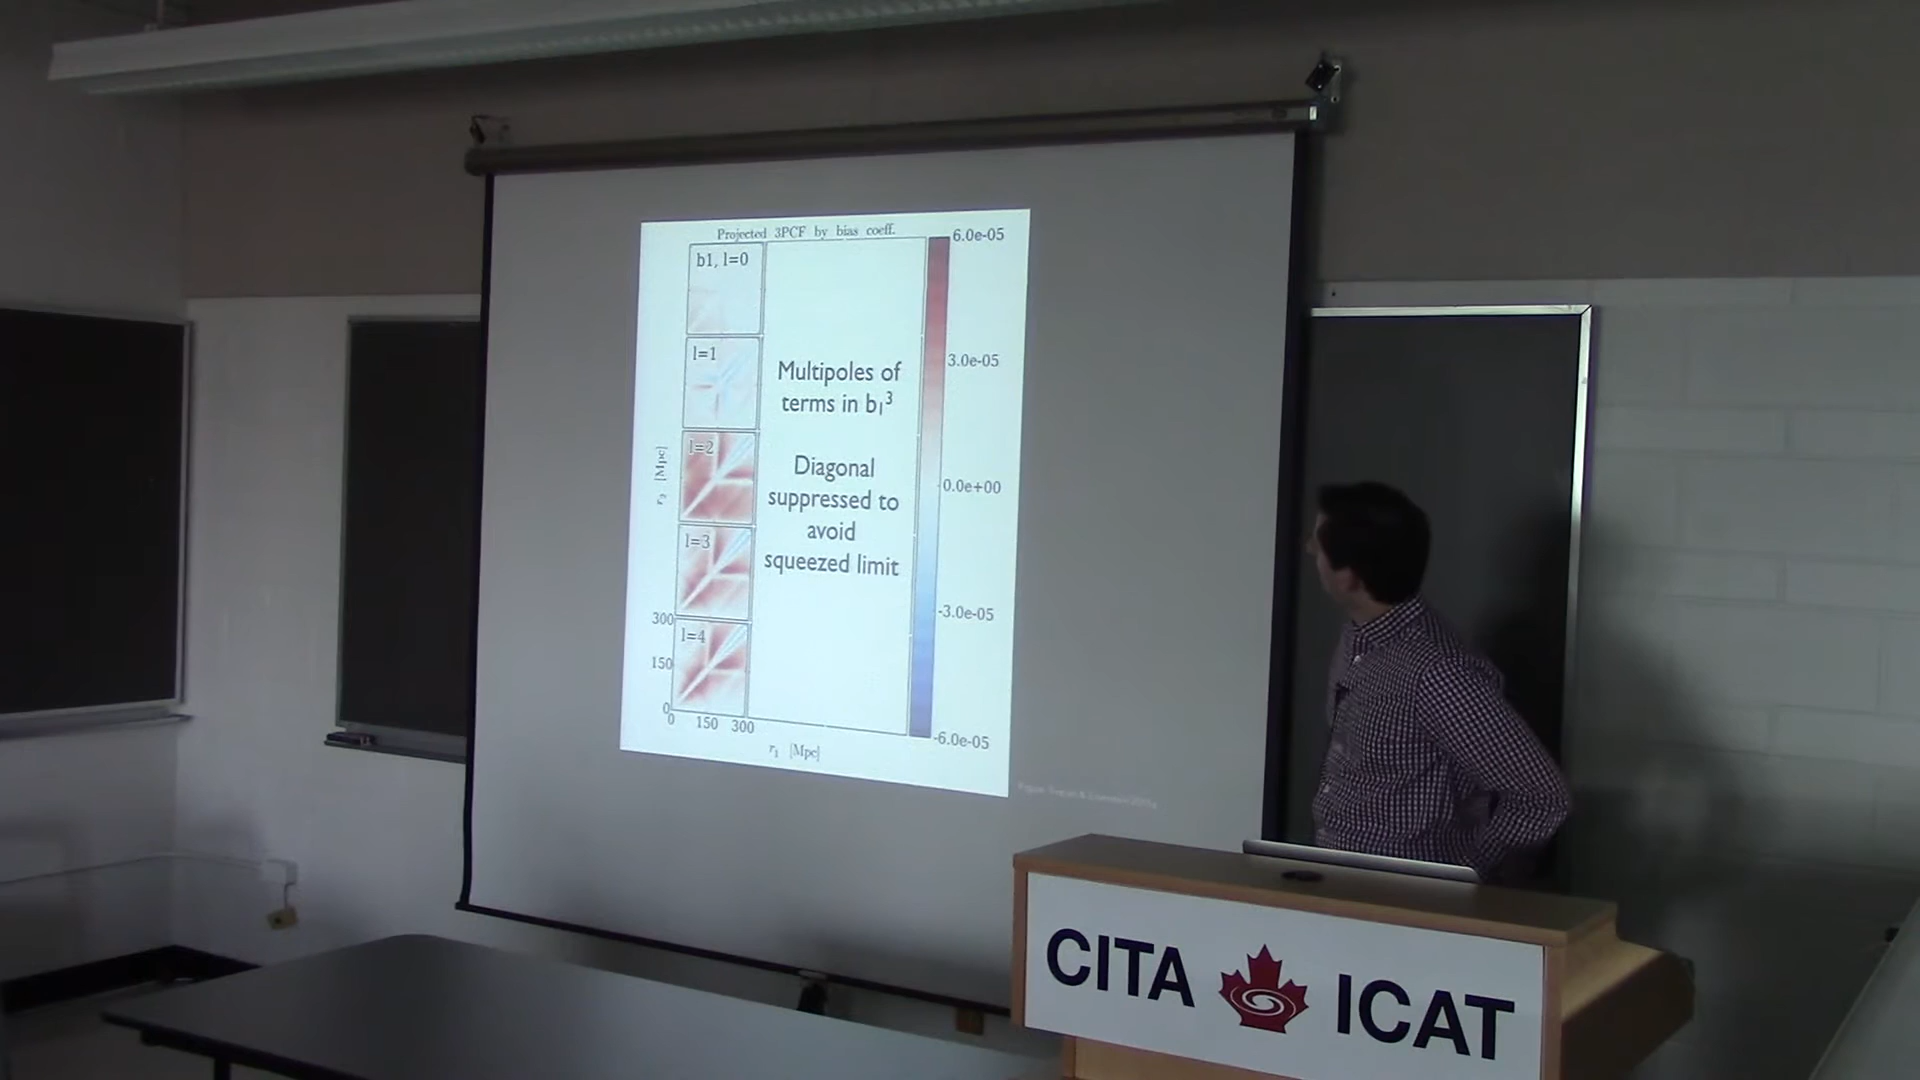 Projected 3PCF by bias coeff.
6.0e-05
b1, l=0
3.0e-05
l=1
Multipoles of
terms in b₁³
l=2
r₂ [Mpc]
Diagonal
suppressed to
avoid
squeezed limit
0.0e+00
l=3
-3.0e-05
300
l=4
150
0
0 150 300
-6.0e-05
r₁ [Mpc]
CITA ICAT